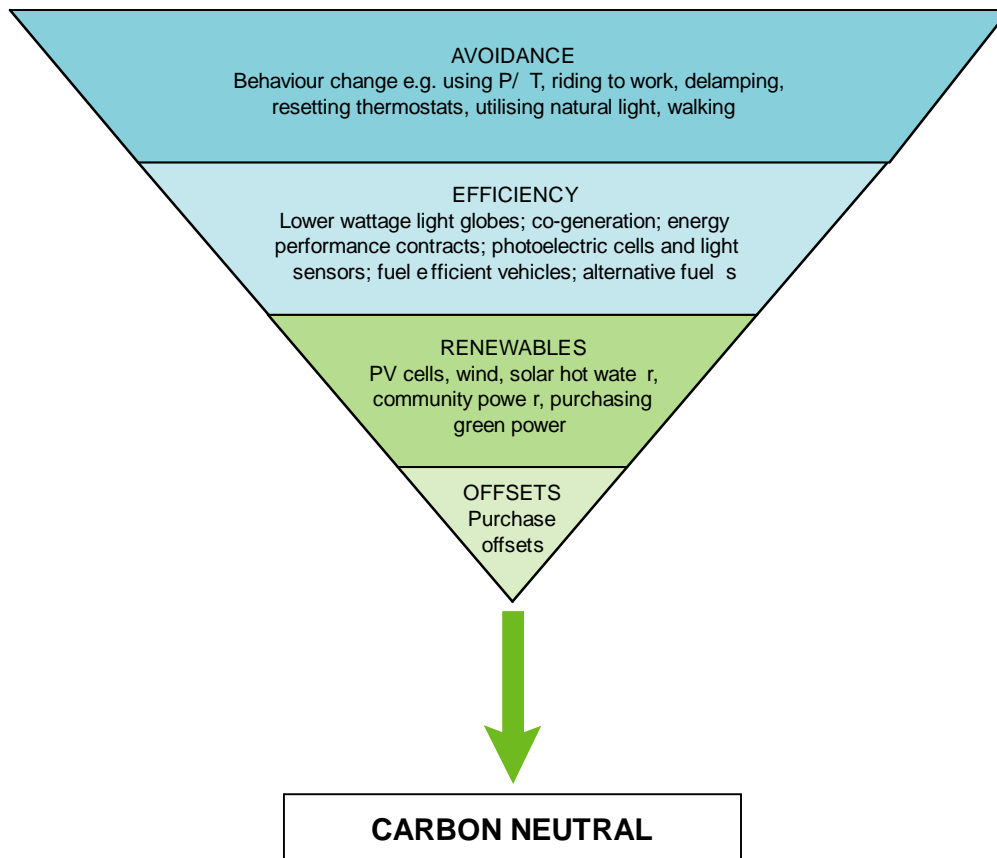 AVOIDANCE
Behaviour change e.g. using P/ T, riding to work, delamping,
resetting thermostats, utilising natural light, walking
EFFICIENCY
Lower wattage light globes; co-generation; energy
performance contracts; photoelectric cells and light
sensors; fuel e fficient vehicles; alternative fuel s
RENEWABLES
PV cells, wind, solar hot wate r,
community powe r, purchasing
green power
OFFSETS
Purchase
offsets
CARBON NEUTRAL